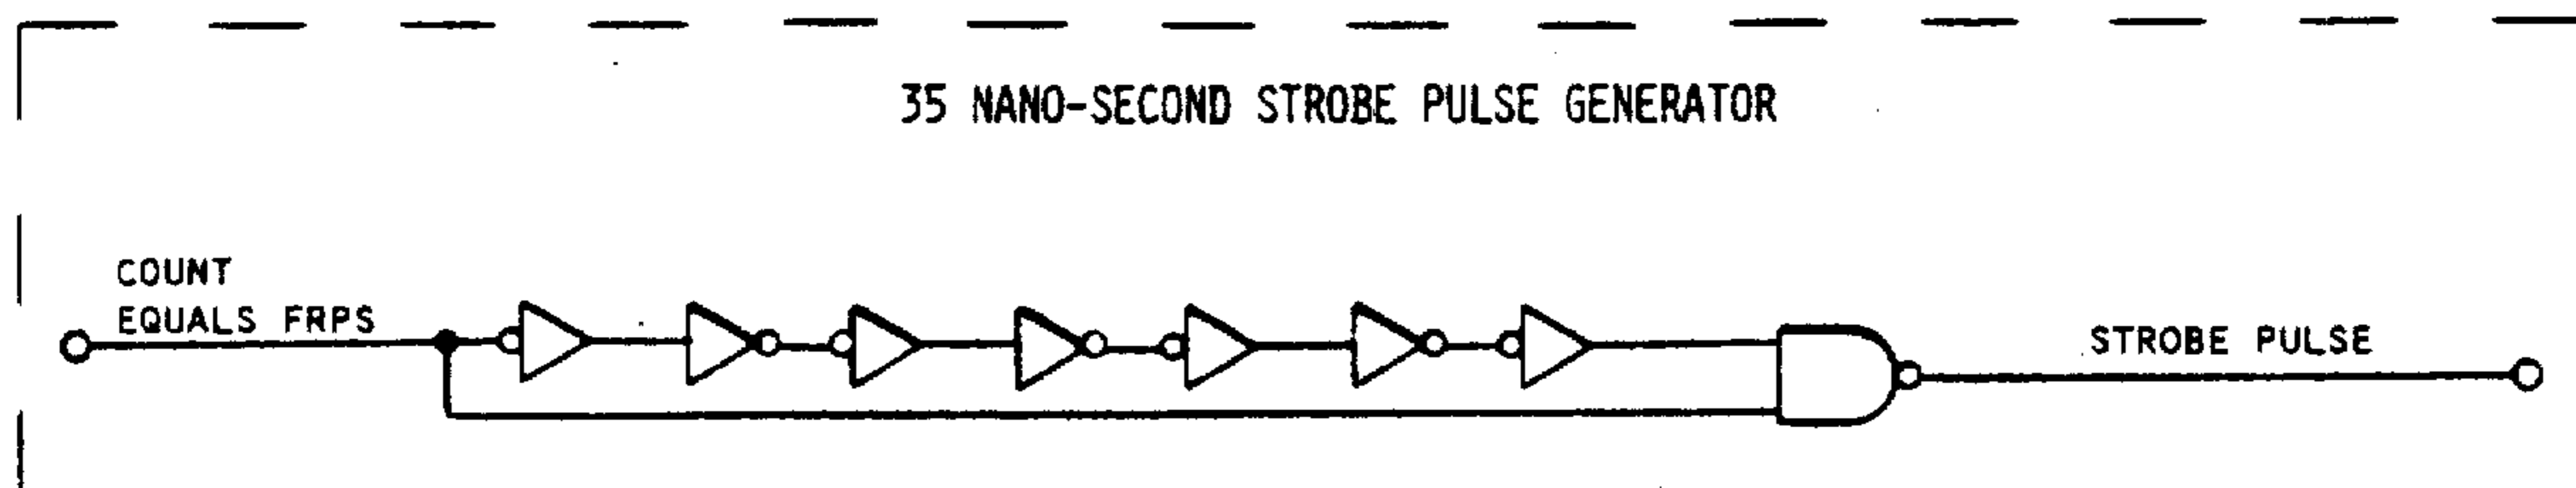 35 NANO-SECOND STROBE PULSE GENERATOR
COUNT
EQUALS FRPS
STROBE PULSE